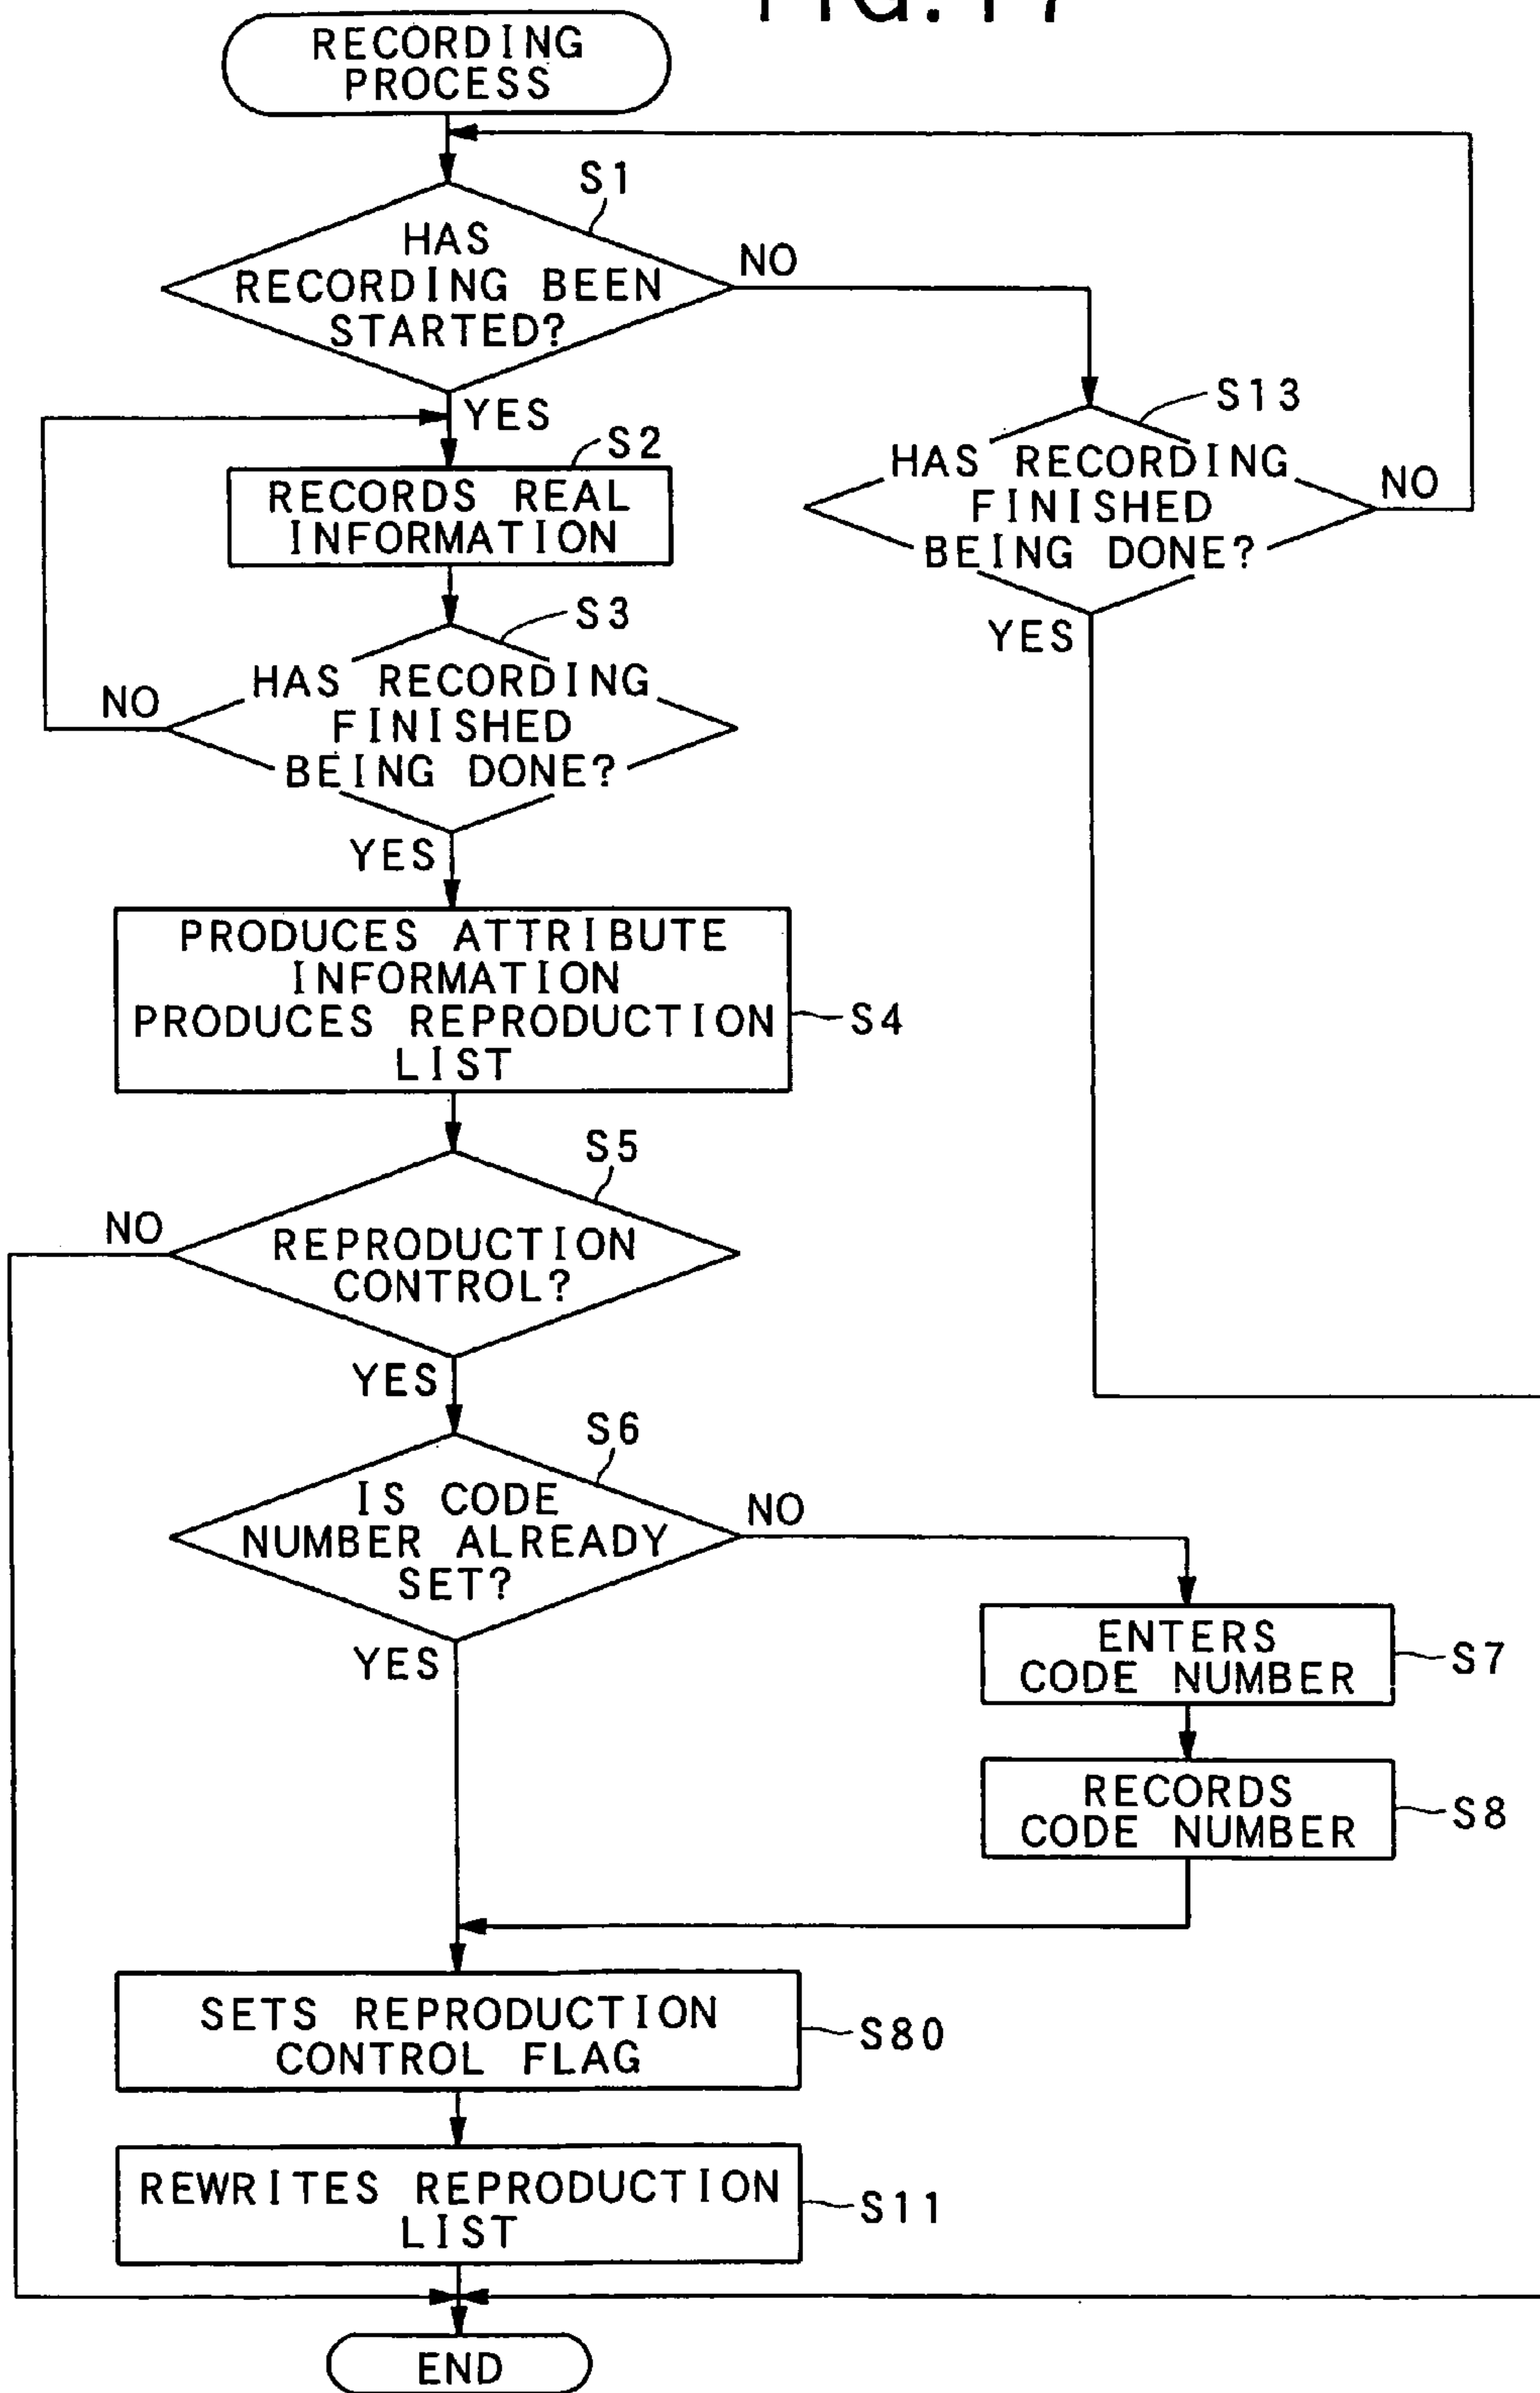 FIG.17
RECORDING
PROCESS
S1
HAS
RECORDING BEEN
STARTED?
NO
YES
S13
HAS RECORDING
FINISHED
BEING DONE?
NO
YES
S2
RECORDS REAL
INFORMATION
S3
HAS RECORDING
FINISHED
BEING DONE?
NO
YES
PRODUCES ATTRIBUTE
INFORMATION
PRODUCES REPRODUCTION
LIST
S4
S5
REPRODUCTION
CONTROL?
NO
YES
S6
IS CODE
NUMBER ALREADY
SET?
NO
YES
ENTERS
CODE NUMBER
S7
RECORDS
CODE NUMBER
S8
SETS REPRODUCTION
CONTROL FLAG
S80
REWRITES REPRODUCTION
LIST
S11
END